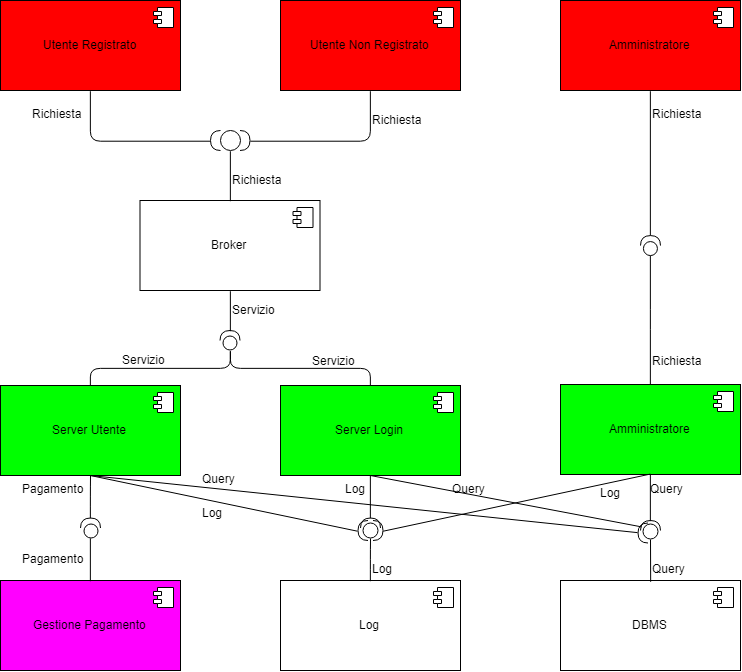 Utente Registrato
Utente Non Registrato
Amministratore
Richiesta
Richiesta
Richiesta
Richiesta
Broker
Servizio
Servizio
Servizio
Richiesta
Server Utente
Server Login
Amministratore
Pagamento
Query
Log
Log
Query
Log
Query
Pagamento
Log
Query
Gestione Pagamento
Log
DBMS